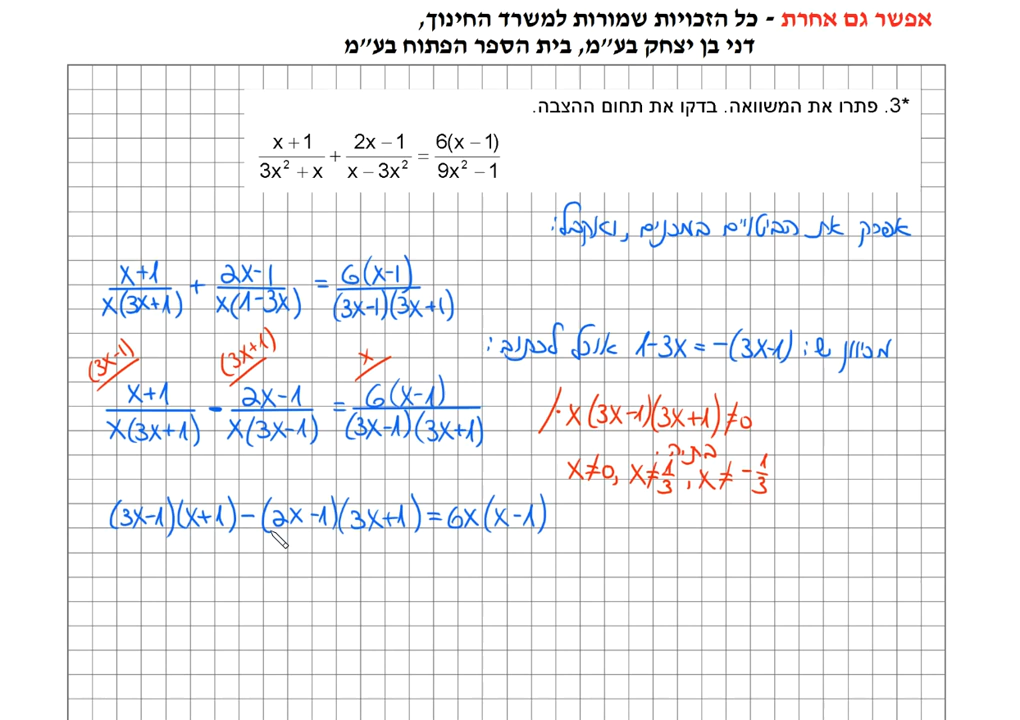 אפשר גם אחרת - כל הזכויות שמורות למשרד החינוך,
דני בן יצחק בע״מ, בית הספר הפתוח בע״מ
*3. פתרו את המשוואה. בדקו את תחום ההצבה.
(x+1)/(3x²+x) + (2x-1)/(x-3x²) = 6(x-1)/(9x²-1)
אפרק את הביטויים במכנים, ואקבל:
(x+1)/(x(3x+1)) + (2x-1)/(x(1-3x)) = 6(x-1)/((3x-1)(3x+1))
מכיוון ש: 1-3x = -(3x-1) אוכל לכתוב:
(3x-1) (3x+1) x
(x+1)/(x(3x+1)) - (2x-1)/(x(3x-1)) = 6(x-1)/((3x-1)(3x+1))
/· x(3x-1)(3x+1) ≠ 0
x≠0, x≠1/3, x≠-1/3
(3x-1)(x+1)-(2x-1)(3x+1)=6x(x-1)